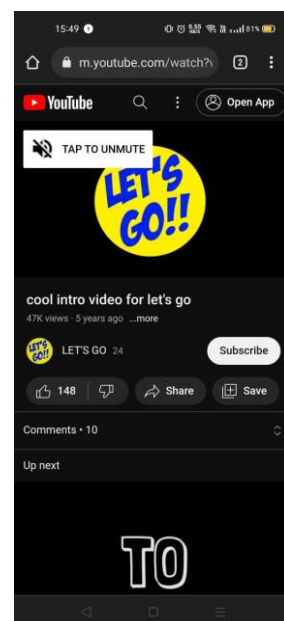 15:49
0.55
81%
m.youtube.com/watch?v
2
YouTube
Open App
TAP TO UNMUTE
LET'S
GO!!
cool intro video for let's go
47K views · 5 years ago ...more
LET'S GO!!
LET'S GO 24
Subscribe
148
Share
Save
Comments • 10
Up next
TO